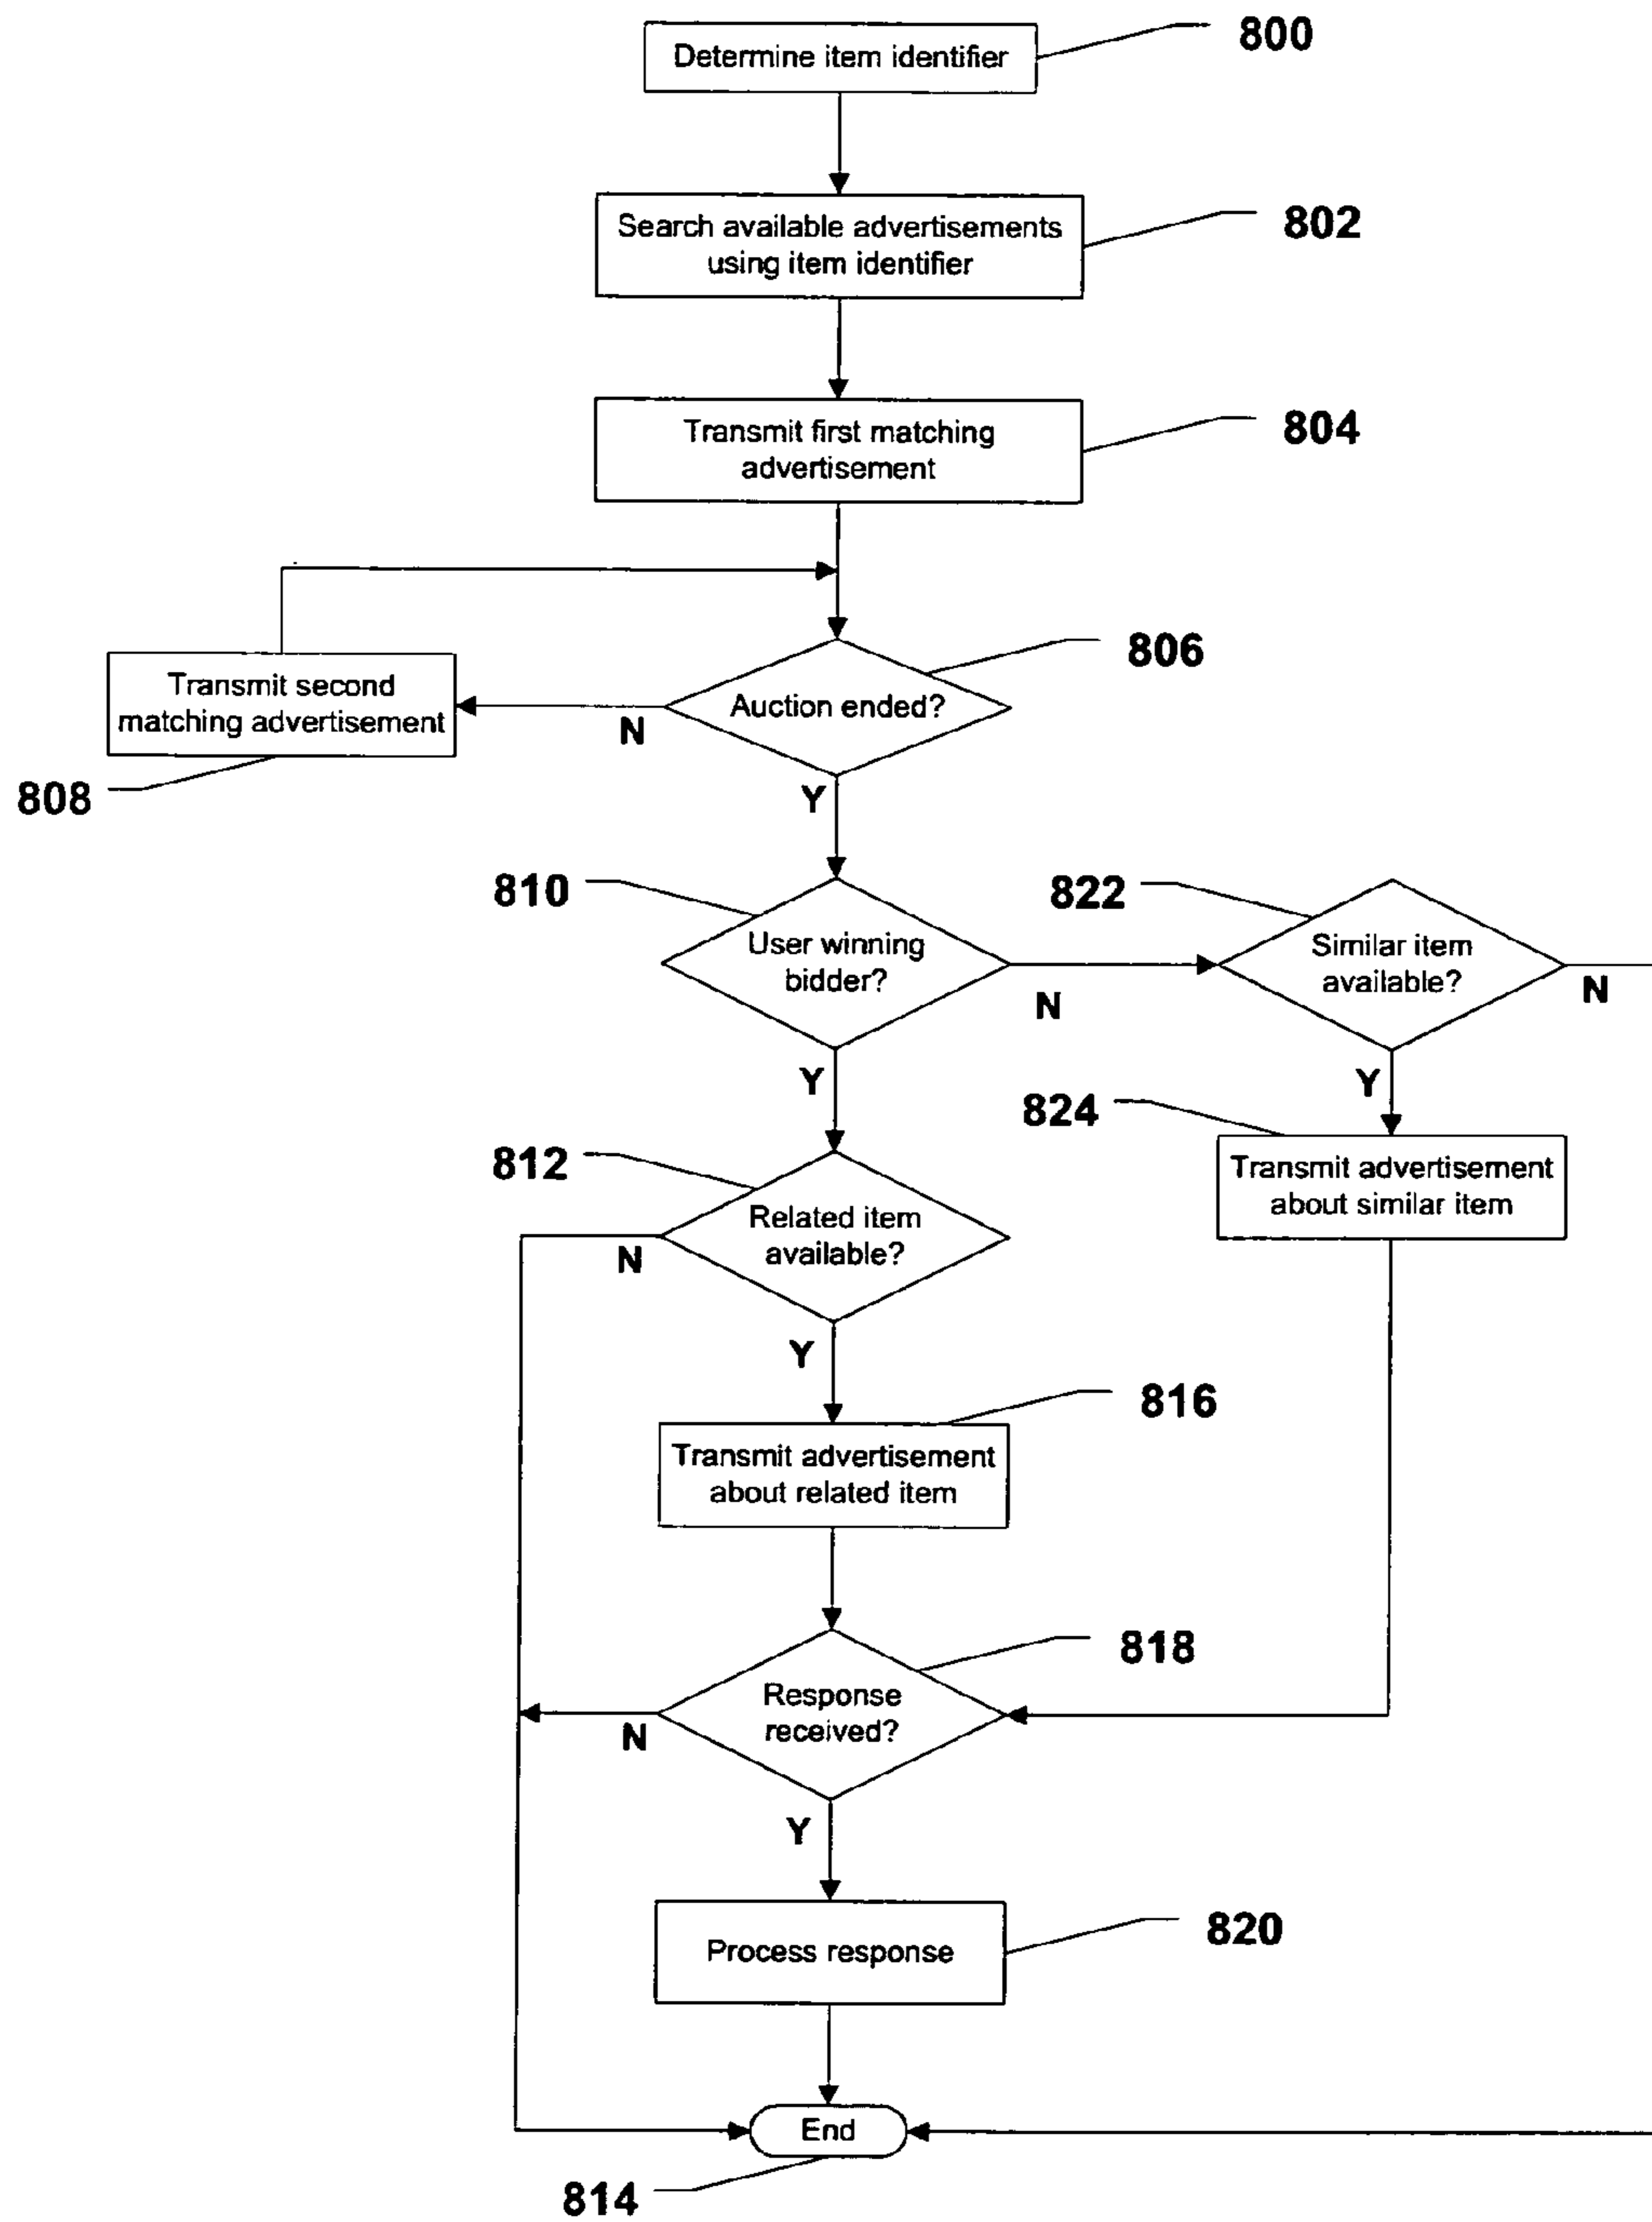 800
Determine item identifier
802
Search available advertisements
using item identifier
804
Transmit first matching
advertisement
806
Auction ended?
N
Transmit second
matching advertisement
808
Y
810
User winning
bidder?
N
822
Similar item
available?
N
Y
Y
824
Transmit advertisement
about similar item
812
Related item
available?
N
Y
816
Transmit advertisement
about related item
818
Response
received?
N
Y
820
Process response
End
814